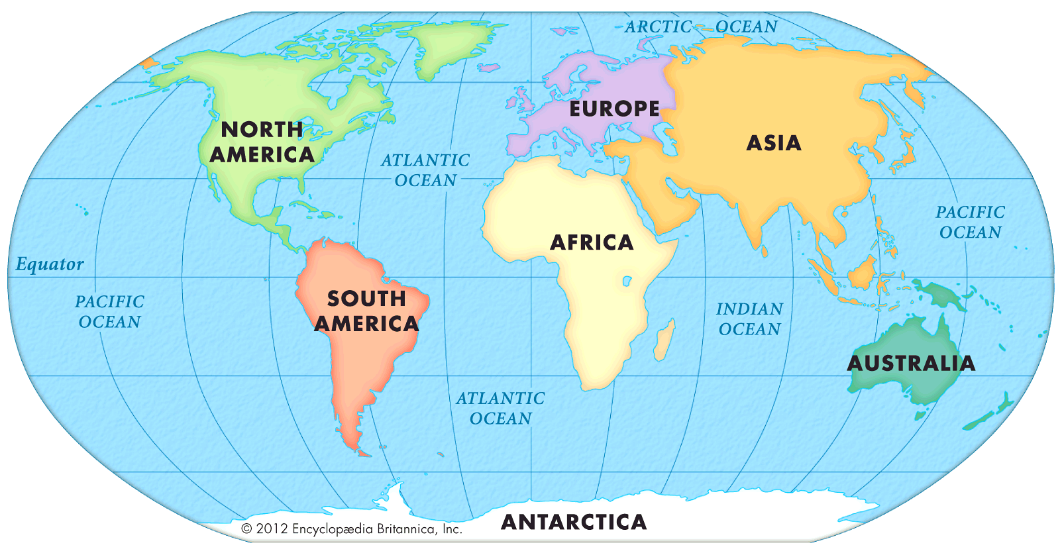 ARCTIC OCEAN
EUROPE
NORTH
AMERICA
ASIA
ATLANTIC
OCEAN
PACIFIC
OCEAN
AFRICA
Equator
PACIFIC
OCEAN
SOUTH
AMERICA
INDIAN
OCEAN
AUSTRALIA
ATLANTIC
OCEAN
ANTARCTICA
© 2012 Encyclopædia Britannica, Inc.